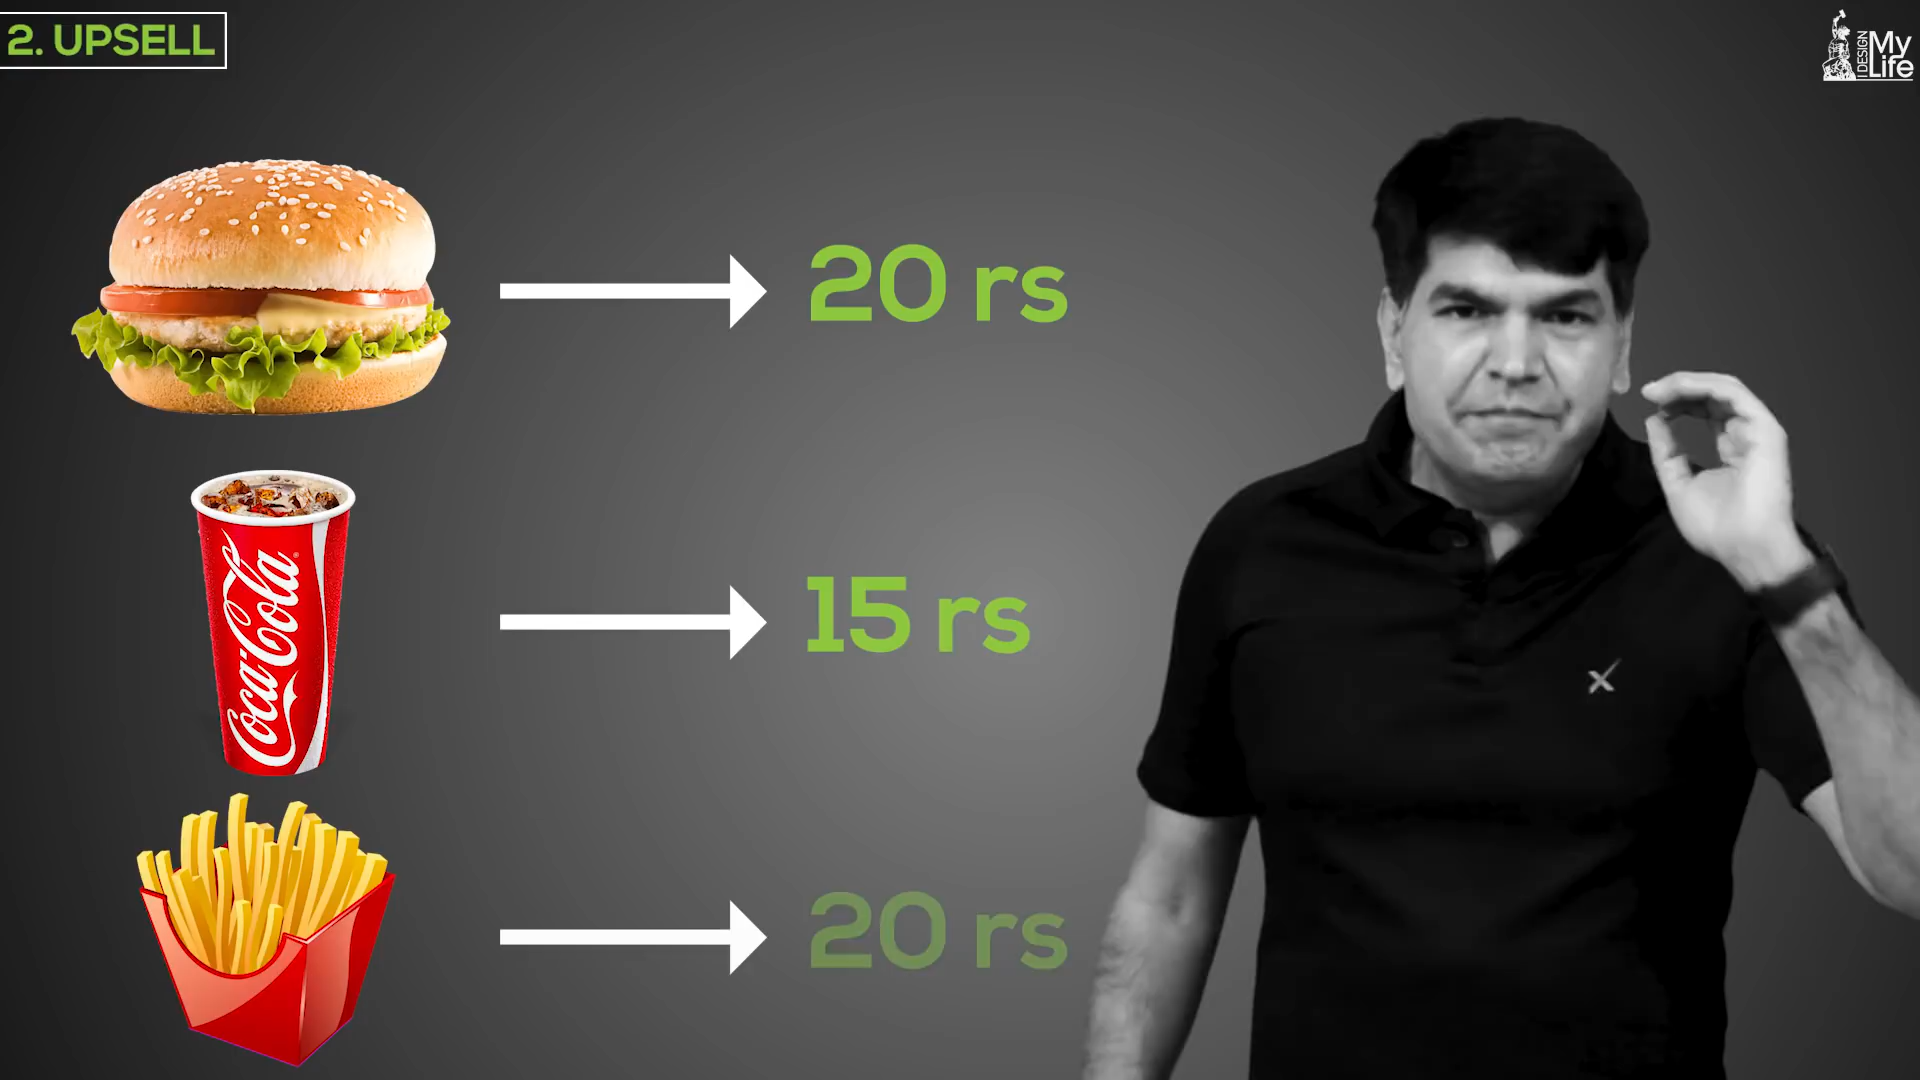 2. UPSELL
I DESIGN
My
Life
20 rs
Coca-Cola
15 rs
20 rs